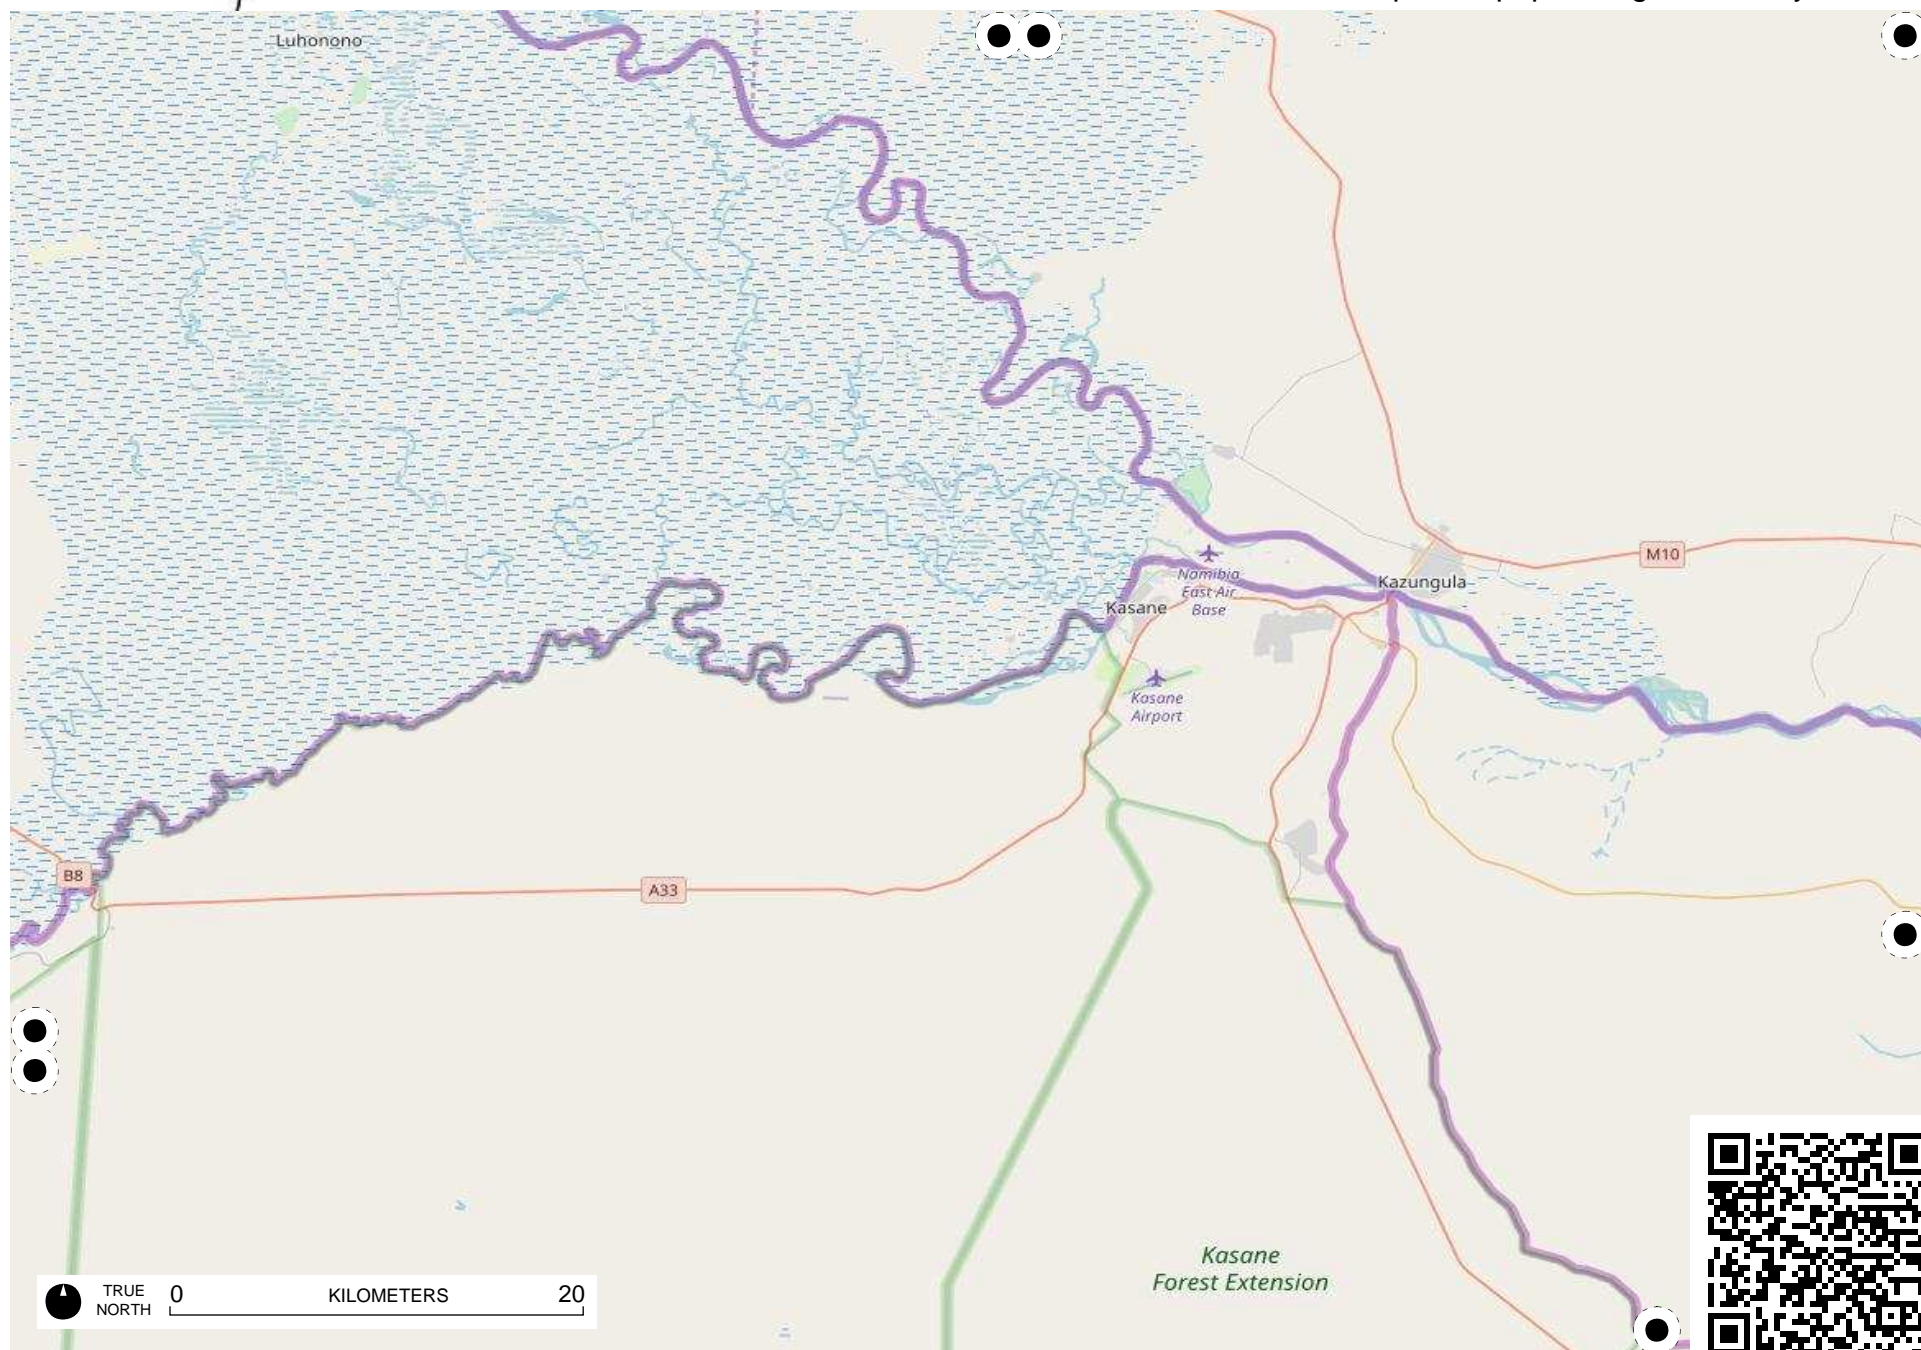 Luhonono
M10
Kazungula
Namibia
East Air
Base
Kasane
Kasane
Airport
B8
A33
Kasane
Forest Extension
TRUE
NORTH
0
KILOMETERS
20